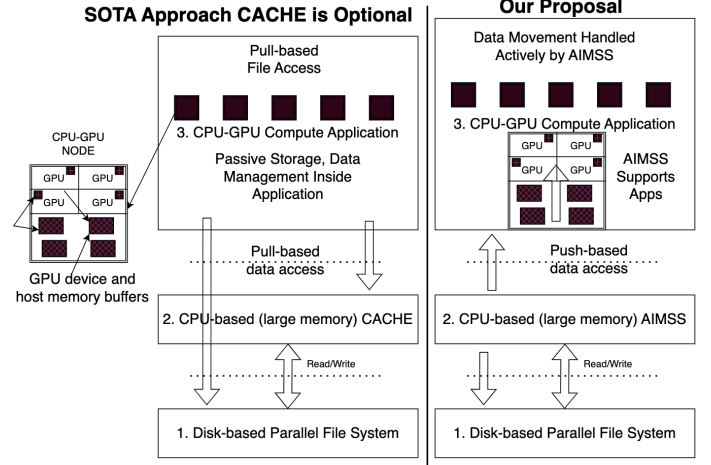 SOTA Approach CACHE is Optional
Pull-based
File Access
3. CPU-GPU Compute Application
Passive Storage, Data
Management Inside
Application
CPU-GPU
NODE
GPU
GPU
GPU
GPU
GPU device and
host memory buffers
Pull-based
data access
2. CPU-based (large memory) CACHE
Read/Write
1. Disk-based Parallel File System
Our Proposal
Data Movement Handled
Actively by AIMSS
3. CPU-GPU Compute Application
GPU
GPU
GPU
GPU
AIMSS
Supports
Apps
Push-based
data access
2. CPU-based (large memory) AIMSS
Read/Write
1. Disk-based Parallel File System